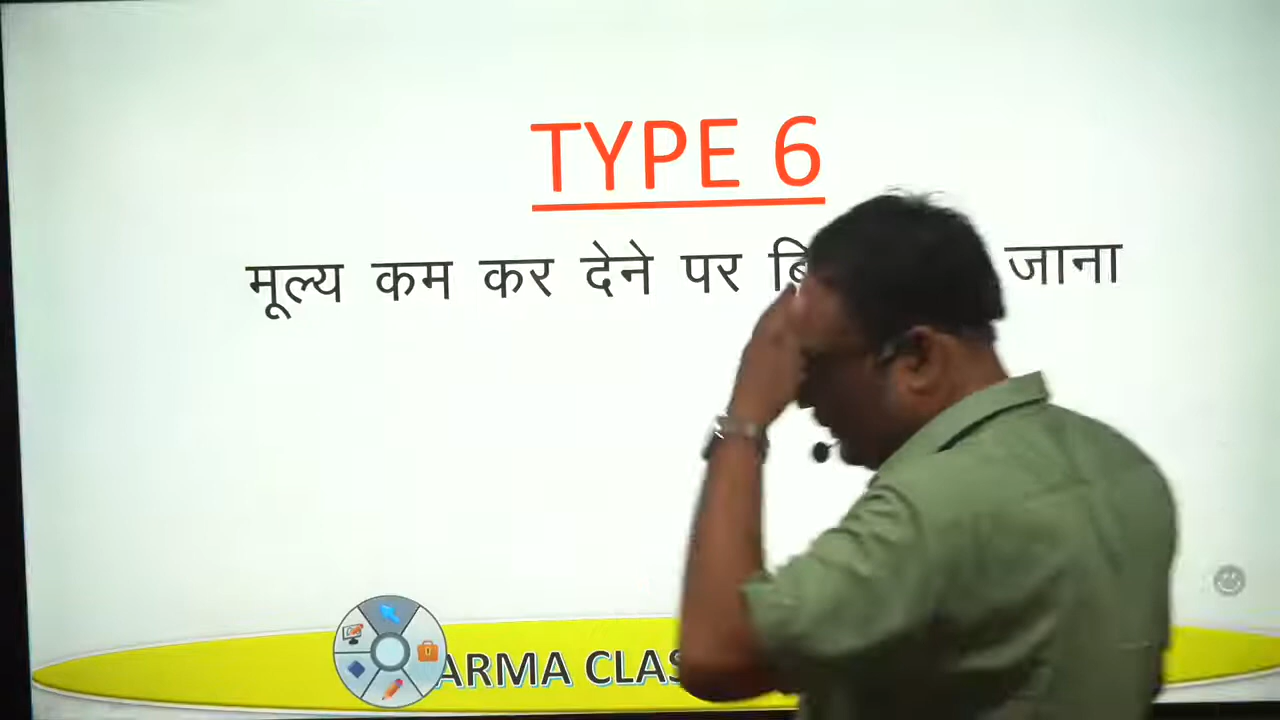 TYPE 6
मूल्य कम कर देने पर जाना
ARMA CLAS